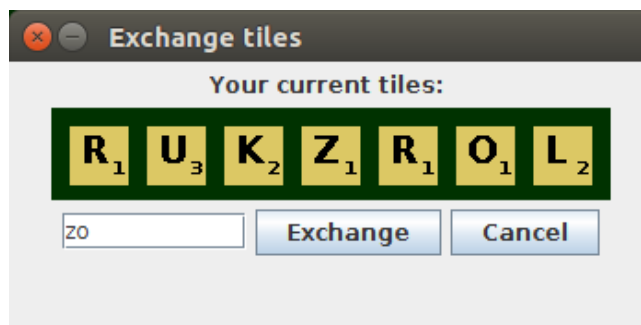 Exchange tiles
Your current tiles:
R1 U3 K2 Z1 R1 O1 L2
zo Exchange Cancel